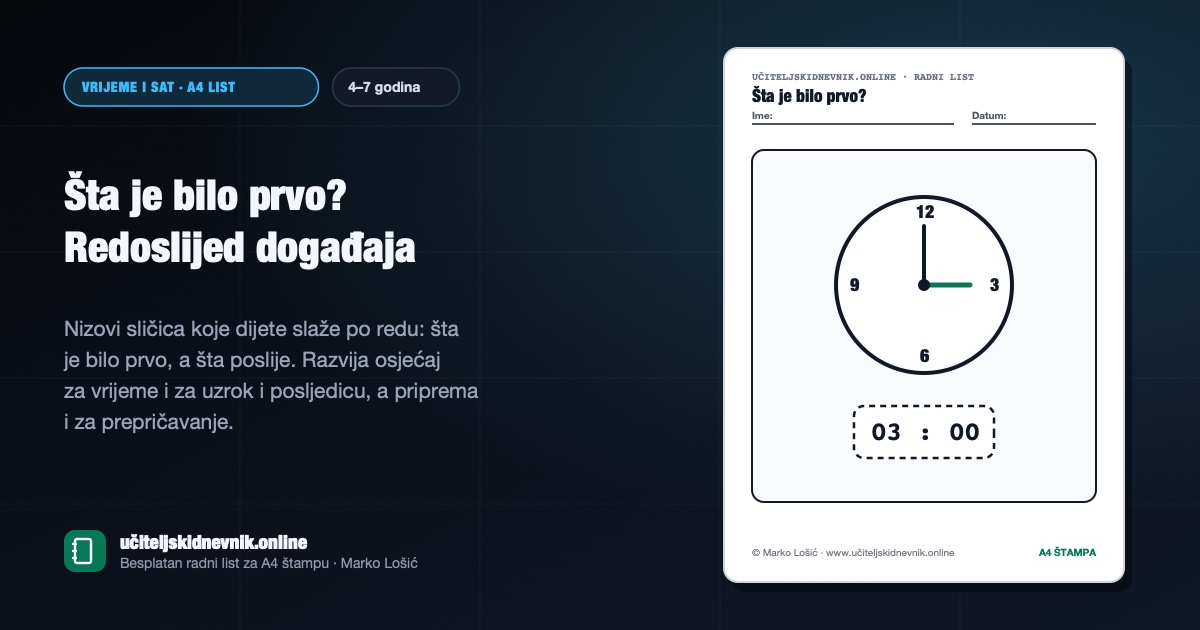 VRIJEME I SAT · A4 LIST
4–7 godina
Šta je bilo prvo?
Redoslijed događaja
Nizovi sličica koje dijete slaže po redu: šta
je bilo prvo, a šta poslije. Razvija osjećaj
za vrijeme i za uzrok i posljedicu, a priprema
i za prepričavanje.
učiteljskidnevnik.online
Besplatan radni list za A4 štampu · Marko Lošić
UČITELJSKIDNEVNIK.ONLINE · RADNI LIST
Šta je bilo prvo?
Ime:
Datum:
12
9
3
6
03 : 00
© Marko Lošić · www.učiteljskidnevnik.online
A4 ŠTAMPA